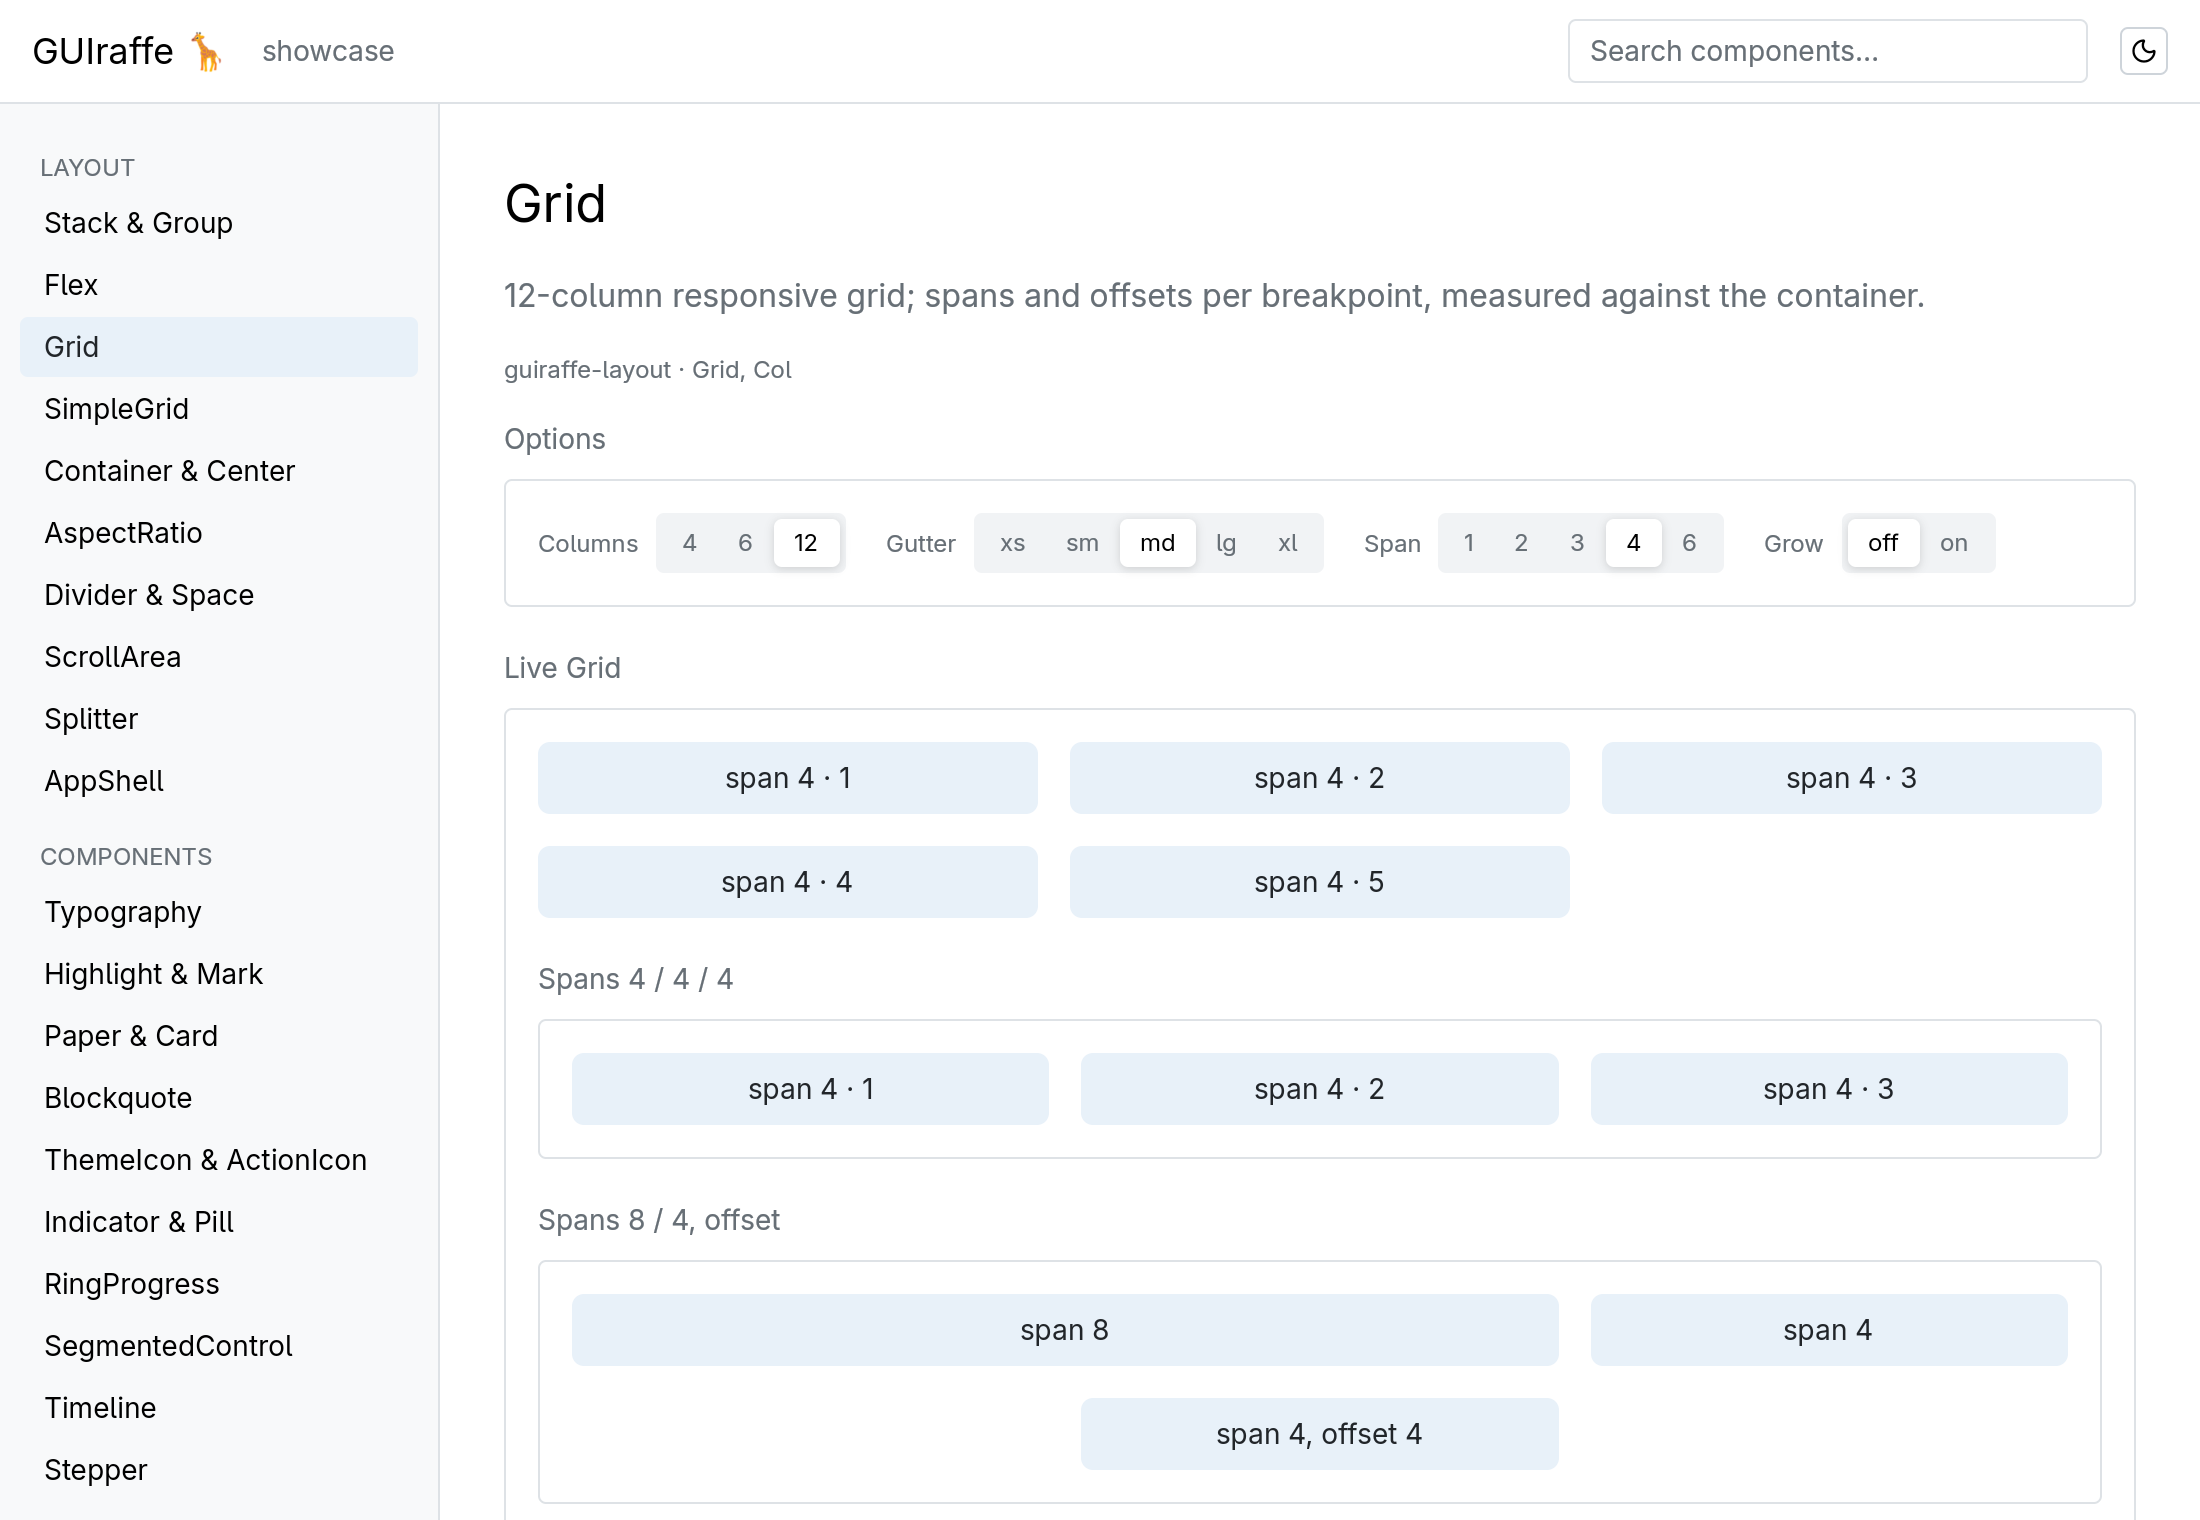 GUIraffe 🦒 showcase Search components...
LAYOUT
Stack & Group
Flex
Grid
SimpleGrid
Container & Center
AspectRatio
Divider & Space
ScrollArea
Splitter
AppShell
COMPONENTS
Typography
Highlight & Mark
Paper & Card
Blockquote
ThemeIcon & ActionIcon
Indicator & Pill
RingProgress
SegmentedControl
Timeline
Stepper
Grid
12-column responsive grid; spans and offsets per breakpoint, measured against the container.
guiraffe-layout · Grid, Col
Options
Columns 4 6 12 Gutter xs sm md lg xl Span 1 2 3 4 6 Grow off on
Live Grid
span 4 · 1 span 4 · 2 span 4 · 3
span 4 · 4 span 4 · 5
Spans 4 / 4 / 4
span 4 · 1 span 4 · 2 span 4 · 3
Spans 8 / 4, offset
span 8 span 4
span 4, offset 4